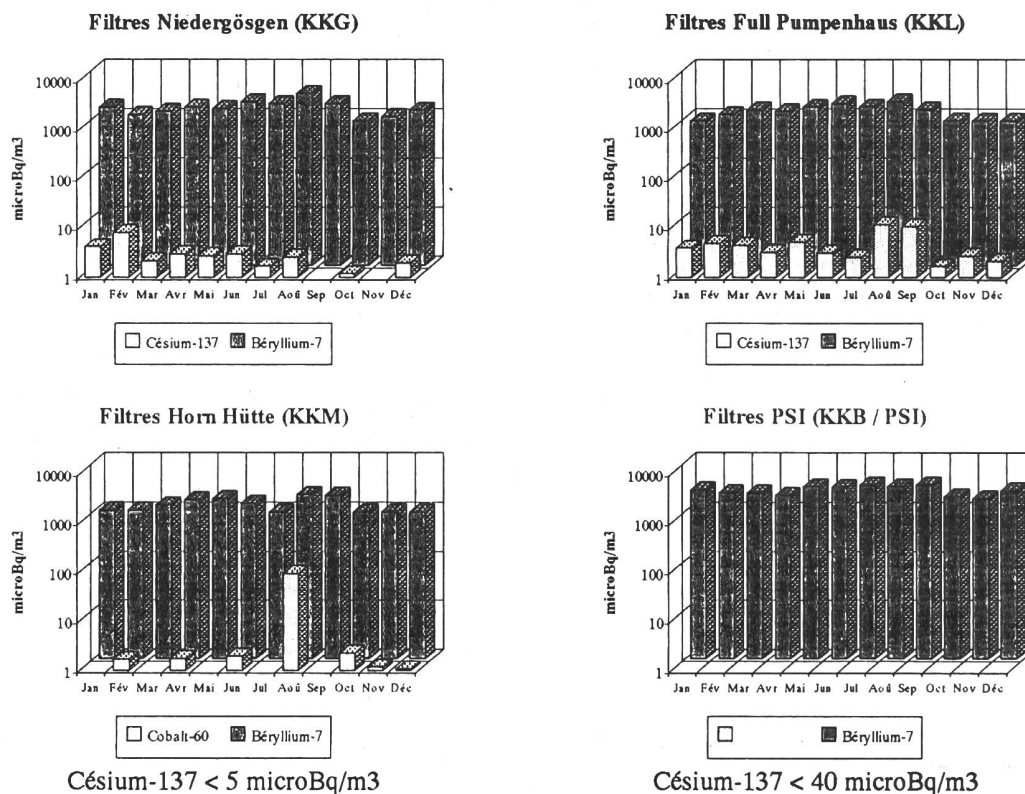 Filtres Niedergösgen (KKG)
10000
1000
100
10
1
microBq/m3
Jan Fév Mar Avr Mai Jun Jul Aoû Sep Oct Nov Déc
Césium-137 Béryllium-7
Filtres Full Pumpenhaus (KKL)
10000
1000
100
10
1
microBq/m3
Jan Fév Mar Avr Mai Jun Jul Aoû Sep Oct Nov Déc
Césium-137 Béryllium-7
Filtres Horn Hütte (KKM)
10000
1000
100
10
1
microBq/m3
Jan Fév Mar Avr Mai Jun Jul Aoû Sep Oct Nov Déc
Cobalt-60 Béryllium-7
Césium-137 < 5 microBq/m3
Filtres PSI (KKB / PSI)
10000
1000
100
10
1
microBq/m3
Jan Fév Mar Avr Mai Jun Jul Aoû Sep Oct Nov Déc
Béryllium-7
Césium-137 < 40 microBq/m3